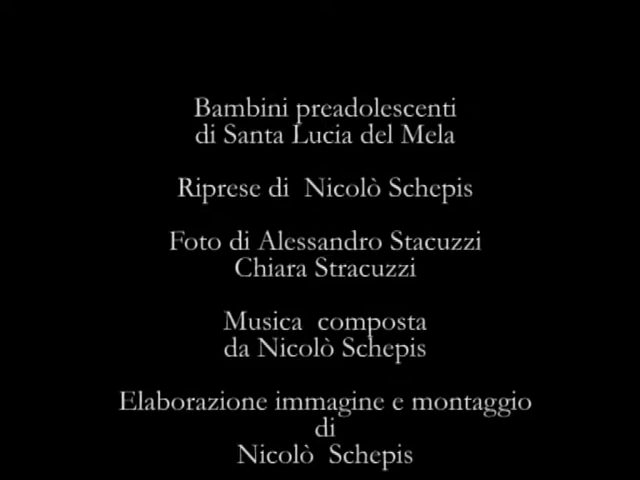 Bambini preadolescenti
di Santa Lucia del Mela
Riprese di Nicolò Schepis
Foto di Alessandro Stacuzzi
Chiara Stracuzzi
Musica composta
da Nicolò Schepis
Elaborazione immagine e montaggio
di
Nicolò Schepis